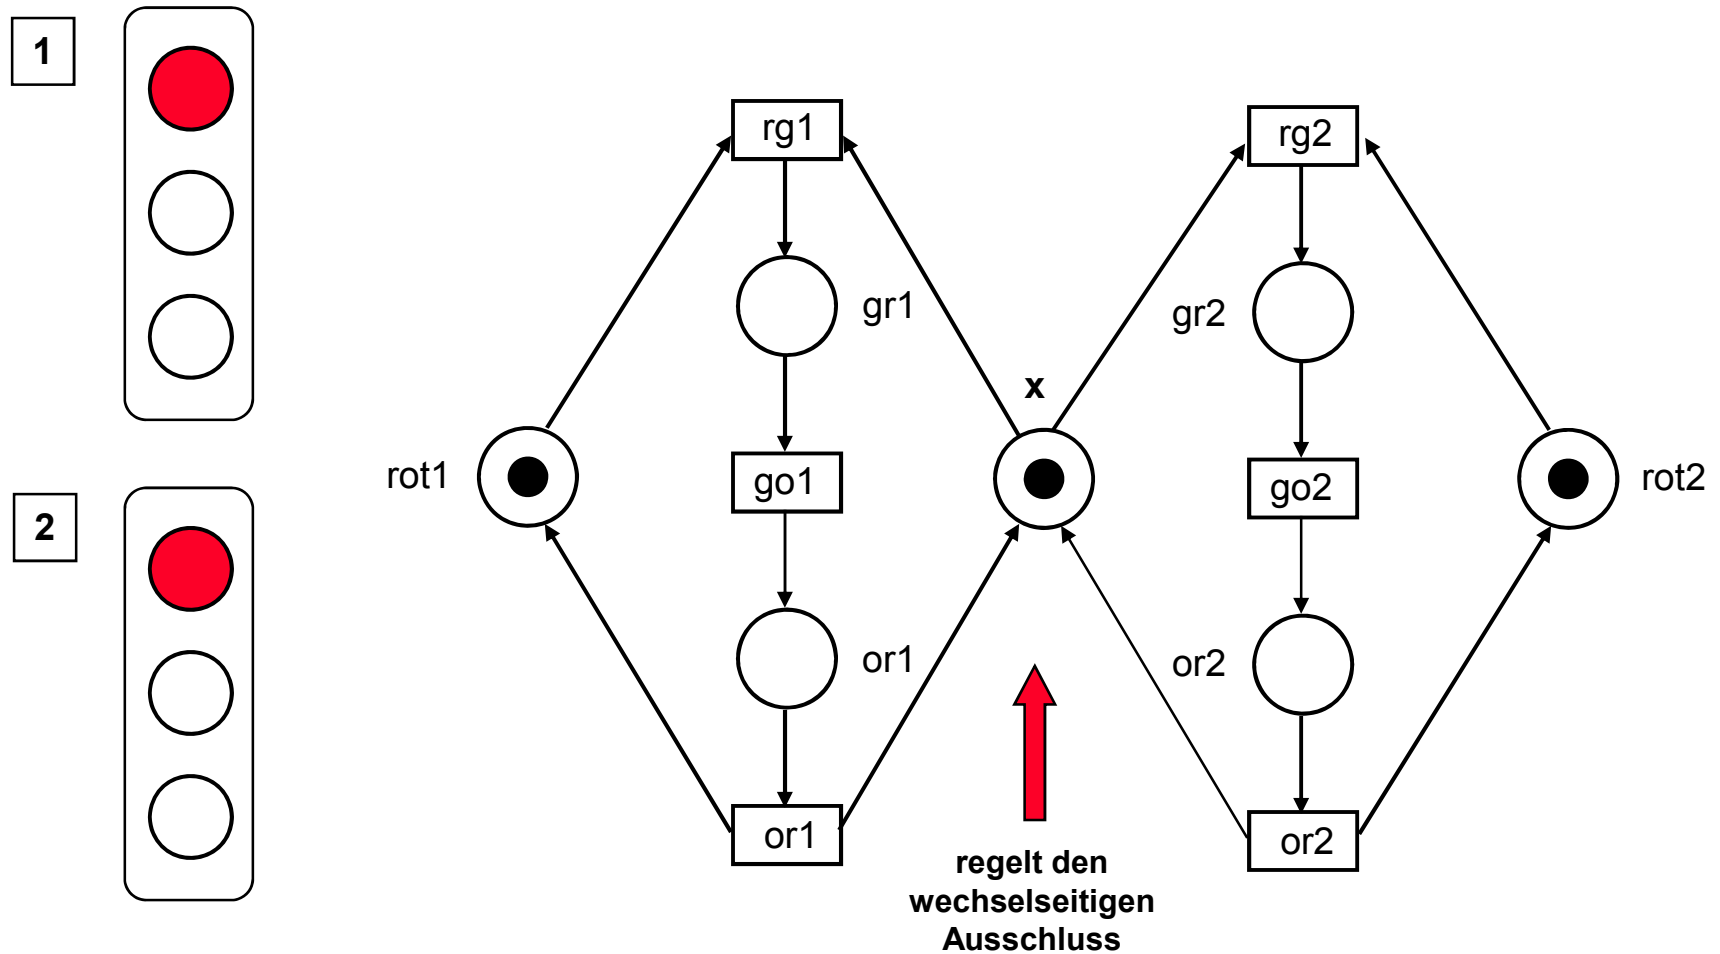 1
rg1
rg2
gr1
gr2
x
rot1
go1
go2
rot2
2
or1
or2
or1
or2
regelt den
wechselseitigen
Ausschluss